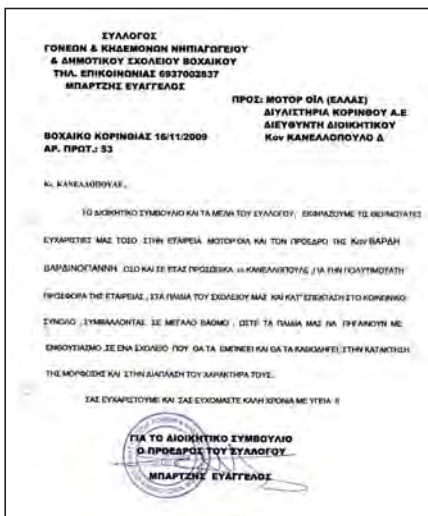 ΣΥΛΛΟΓΟΣ
ΓΟΝΕΩΝ & ΚΗΔΕΜΟΝΩΝ ΝΗΠΙΑΓΩΓΕΙΟΥ
& ΔΗΜΟΤΙΚΟΥ ΣΧΟΛΕΙΟΥ ΒΟΧΑΙΚΟΥ
ΤΗΛ. ΕΠΙΚΟΙΝΩΝΙΑΣ 6937002837
ΜΠΑΡΤΖΗΣ ΕΥΑΓΓΕΛΟΣ
ΠΡΟΣ: ΜΟΤΟΡ ΟΪΛ (ΕΛΛΑΣ)
ΔΙΥΛΙΣΤΗΡΙΑ ΚΟΡΙΝΘΟΥ Α.Ε
ΔΙΕΥΘΥΝΤΗ ΔΙΟΙΚΗΤΙΚΟΥ
Κον ΚΑΝΕΛΛΟΠΟΥΛΟ Δ
ΒΟΧΑΙΚΟ ΚΟΡΙΝΘΙΑΣ 16/11/2009
ΑΡ. ΠΡΩΤ.: 53
Κε. ΚΑΝΕΛΛΟΠΟΥΛΕ,
ΤΟ ΔΙΟΙΚΗΤΙΚΟ ΣΥΜΒΟΥΛΙΟ ΚΑΙ ΤΑ ΜΕΛΗ ΤΟΥ ΣΥΛΛΟΓΟΥ, ΕΚΦΡΑΖΟΥΜΕ ΤΙΣ ΘΕΡΜΟΤΑΤΕΣ
ΕΥΧΑΡΙΣΤΙΕΣ ΜΑΣ ΤΟΣΟ ΣΤΗΝ ΕΤΑΙΡΕΙΑ ΜΟΤΟΡ ΟΙΛ ΚΑΙ ΤΟΝ ΠΡΟΕΔΡΟ ΤΗΣ Κον ΒΑΡΔΗ
ΒΑΡΔΙΝΟΓΙΑΝΝΗ, ΟΣΟ ΚΑΙ ΣΕ ΕΣΑΣ ΠΡΟΣΩΠΙΚΑ κε ΚΑΝΕΛΛΟΠΟΥΛΕ, ΓΙΑ ΤΗΝ ΠΟΛΥΤΙΜΟΤΑΤΗ
ΠΡΟΣΦΟΡΑ ΤΗΣ ΕΤΑΙΡΕΙΑΣ, ΣΤΑ ΠΑΙΔΙΑ ΤΟΥ ΣΧΟΛΕΙΟΥ ΜΑΣ ΚΑΙ ΚΑΤ' ΕΠΕΚΤΑΣΗ ΣΤΟ ΚΟΙΝΩΝΙΚΟ
ΣΥΝΟΛΟ, ΣΥΜΒΑΛΛΟΝΤΑΣ ΣΕ ΜΕΓΑΛΟ ΒΑΘΜΟ, ΩΣΤΕ ΤΑ ΠΑΙΔΙΑ ΜΑΣ ΝΑ ΠΗΓΑΙΝΟΥΝ ΜΕ
ΕΝΘΟΥΣΙΑΣΜΟ, ΣΕ ΕΝΑ ΣΧΟΛΕΙΟ ΠΟΥ ΘΑ ΤΑ ΕΜΠΝΕΕΙ ΚΑΙ ΘΑ ΤΑ ΚΑΘΟΔΗΓΕΙ, ΣΤΗΝ ΚΑΤΑΚΤΗΣΗ
ΤΗΣ ΜΟΡΦΩΣΗΣ ΚΑΙ ΣΤΗΝ ΔΙΑΠΛΑΣΗ ΤΟΥ ΧΑΡΑΚΤΗΡΑ ΤΟΥΣ.
ΣΑΣ ΕΥΧΑΡΙΣΤΟΥΜΕ ΚΑΙ ΣΑΣ ΕΥΧΟΜΑΣΤΕ ΚΑΛΗ ΧΡΟΝΙΑ ΜΕ ΥΓΕΙΑ !!
ΓΙΑ ΤΟ ΔΙΟΙΚΗΤΙΚΟ ΣΥΜΒΟΥΛΙΟ
Ο ΠΡΟΕΔΡΟΣ ΤΟΥ ΣΥΛΛΟΓΟΥ
ΜΠΑΡΤΖΗΣ ΕΥΑΓΓΕΛΟΣ